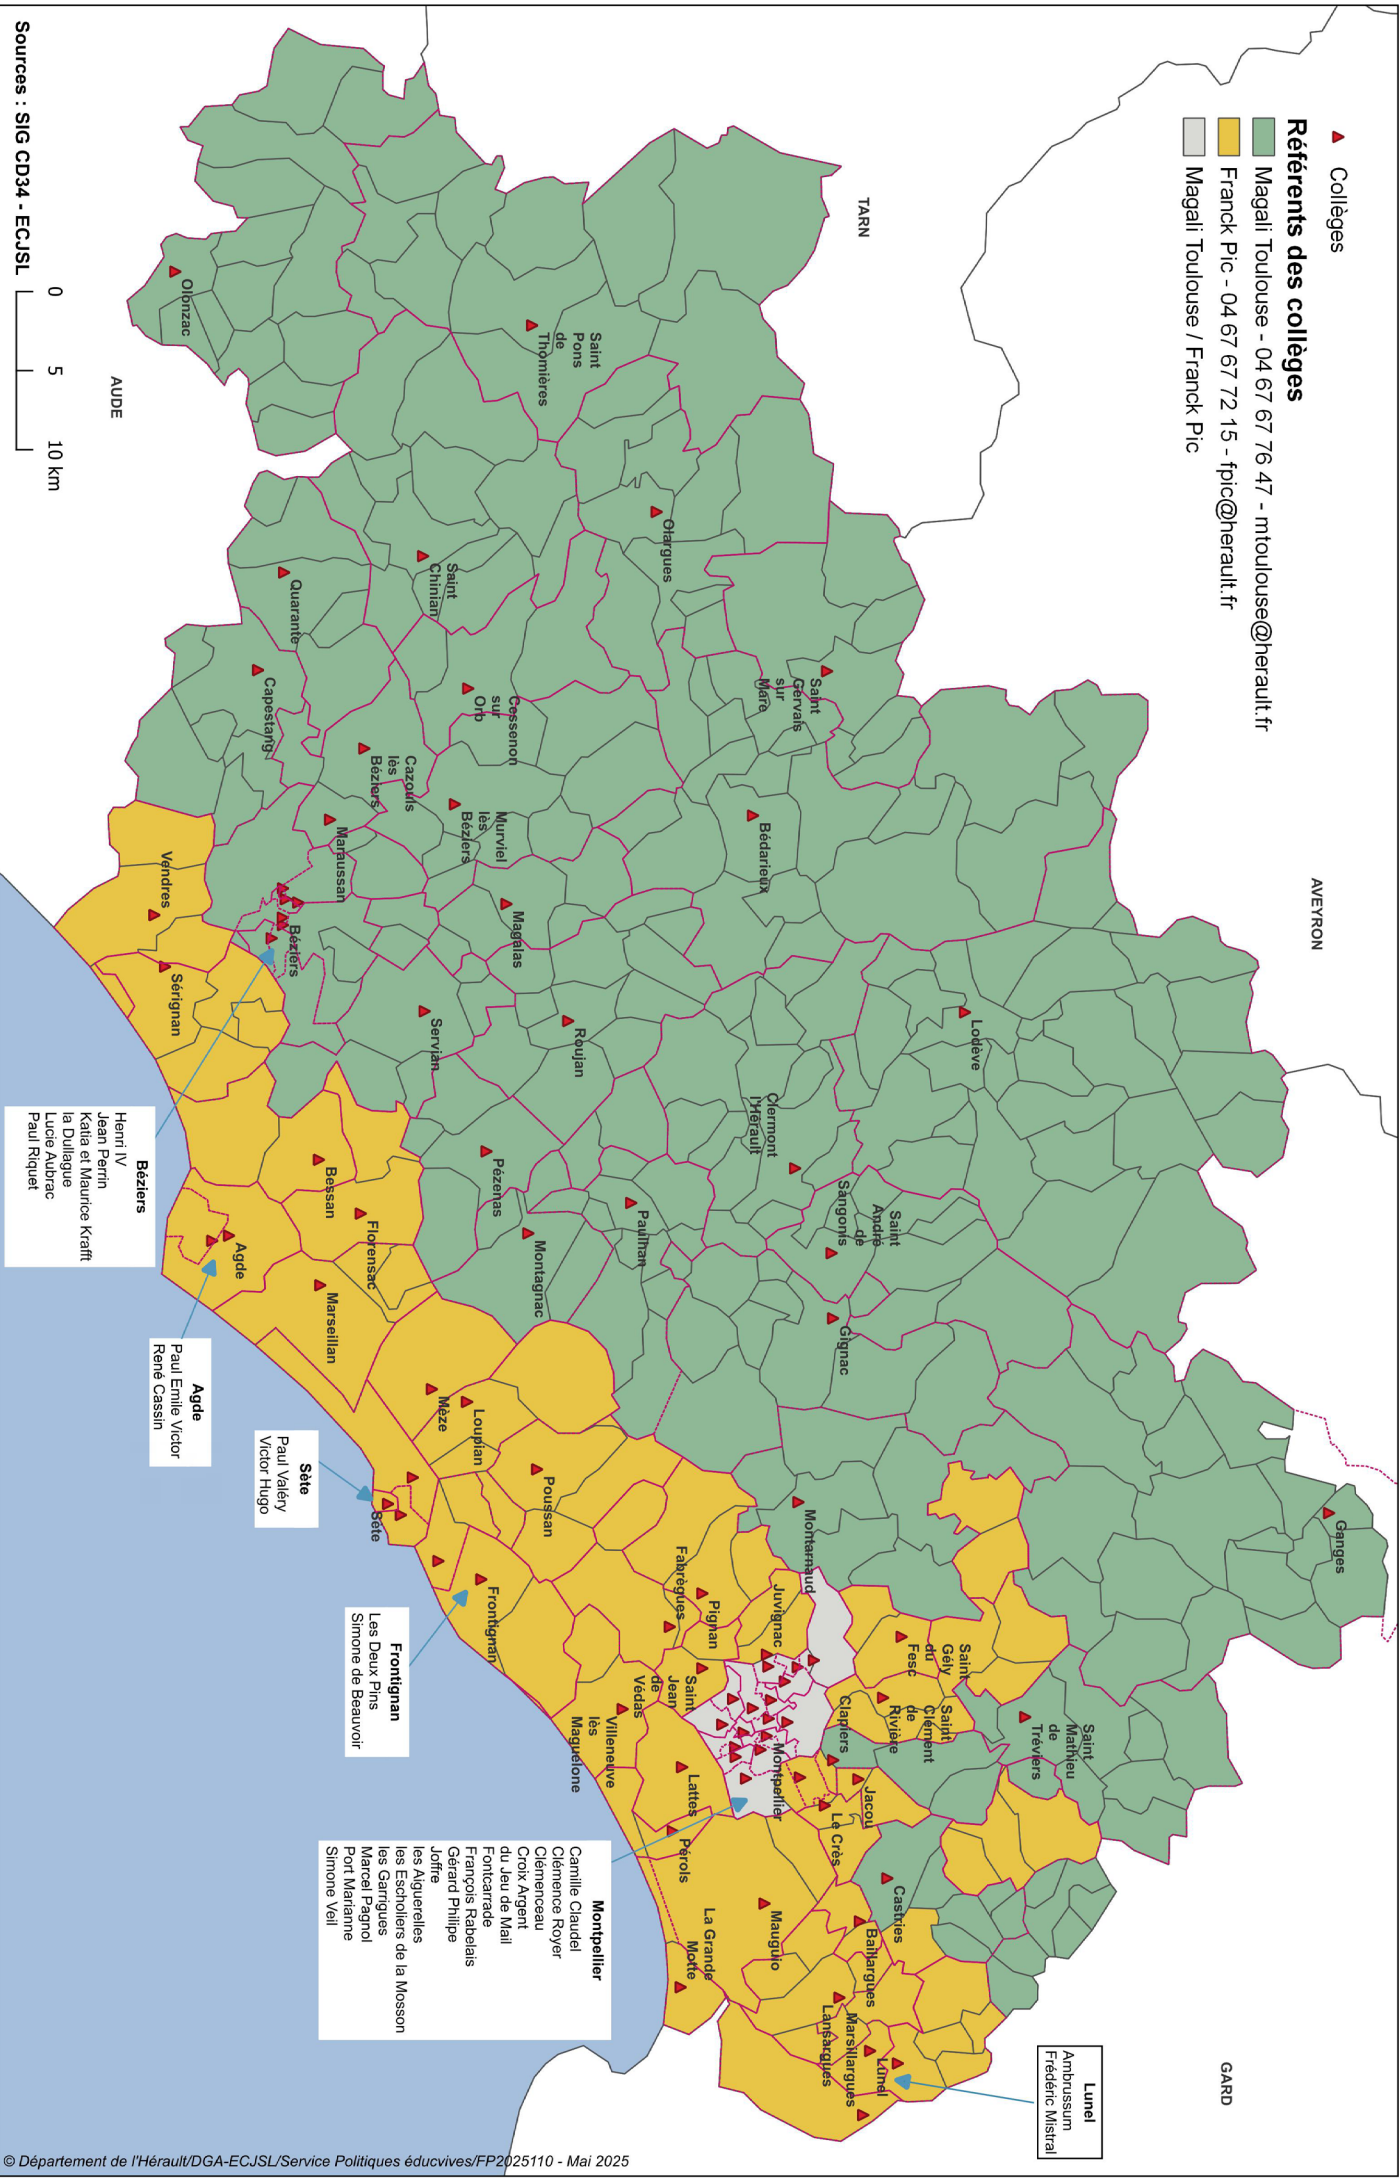 Collèges
Référents des collèges
Magali Toulouse - 04 67 67 76 47 - mtoulouse@herault.fr
Franck Pic - 04 67 67 72 15 - fpic@herault.fr
Magali Toulouse / Franck Pic
TARN
AVEYRON
GARD
AUDE
Ganges
Lodève
Saint
Mathieu
de
Tréviers
Saint
Gély
du
Fesc
Saint
Clément
de
Rivière
Lunel
Ambrussum
Frédéric Mistral
Saint
André
de
Sangonis
Gignac
Montarnaud
Clapiers
Jacou
Le Crès
Castries
Baillargues
Lunel
Marsillargues
Lansargues
Saint
Gervais
sur
Mare
Bédarieux
Clermont
l'Hérault
Juvignac
Montpellier
Mauguio
Olargues
Paulhan
Pignan
Fabrègues
Saint
Jean
de
Védas
Lattes
Pérols
La Grande
Motte
Saint
Pons
de
Thomières
Roujan
Villeneuve
lès
Maguelone
Cessenon
sur
Orb
Murviel
lès
Béziers
Magalas
Pézenas
Montagnac
Poussan
Loupian
Mèze
Frontignan
Saint
Chinian
Cazouls
lès
Béziers
Servian
Florensac
Bessan
Marseillan
Sète
Quarante
Capestang
Maraussan
Béziers
Agde
Olonzac
Vendres
Sérignan
Montpellier
Camille Claudel
Clémence Royer
Clémenceau
Croix Argent
du Jeu de Mail
Fontcarrade
François Rabelais
Gérard Philipe
Joffre
les Aiguerelles
les Escholiers de la Mosson
les Garrigues
Marcel Pagnol
Port Marianne
Simone Veil
Frontignan
Les Deux Pins
Simone de Beauvoir
Sète
Paul Valéry
Victor Hugo
Agde
Paul Emile Victor
René Cassin
Béziers
Henri IV
Jean Perrin
Katia et Maurice Krafft
la Dullague
Lucie Aubrac
Paul Riquet
0 5 10 km
Sources : SIG CD34 - ECJSL
© Département de l'Hérault/DGA-ECJSL/Service Politiques éducvives/FP2025110 - Mai 2025